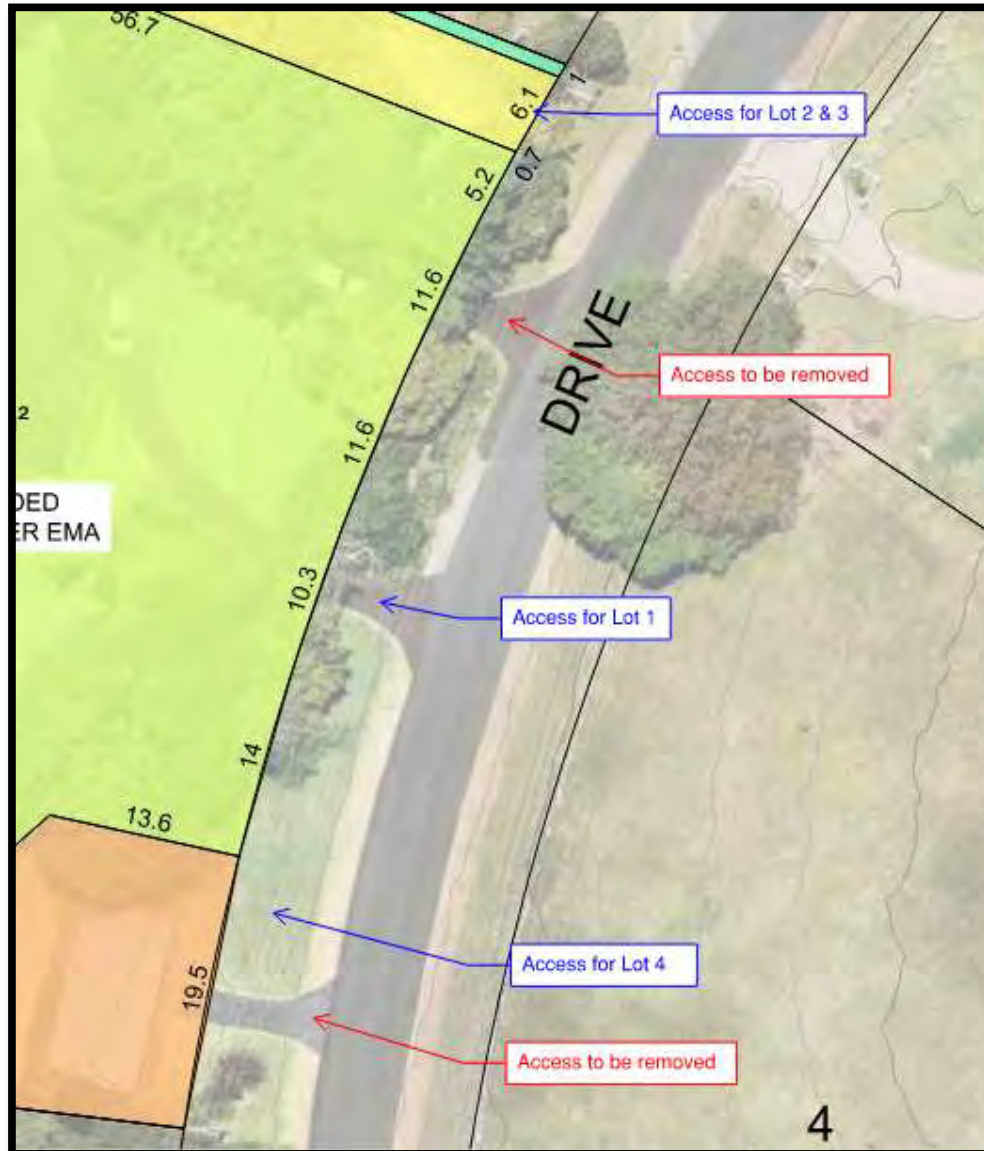 56.7
1
6.1
Access for Lot 2 & 3
0.7
5.2
11.6
DRIVE
Access to be removed
11.6
2
DED
ER EMA
10.3
Access for Lot 1
14
13.6
Access for Lot 4
19.5
Access to be removed
4